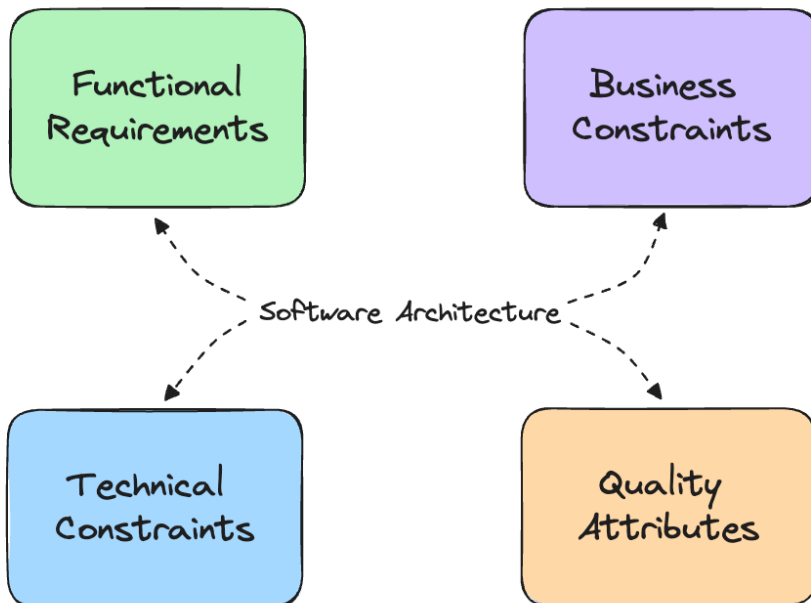 Functional
Requirements
Business
Constraints
Software Architecture
Technical
Constraints
Quality
Attributes